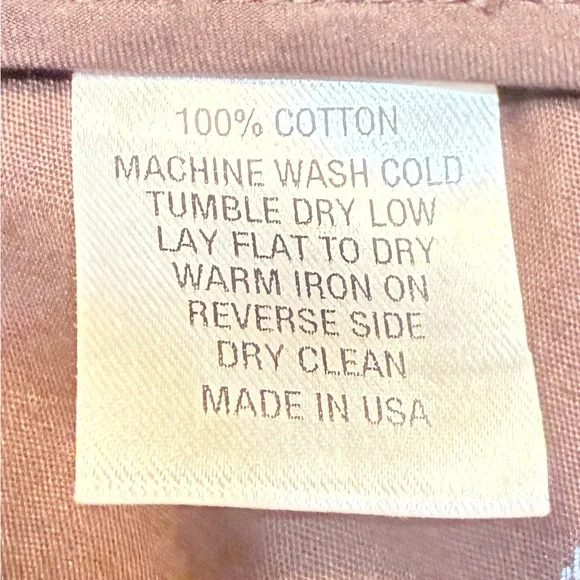 100% COTTON
MACHINE WASH COLD
TUMBLE DRY LOW
LAY FLAT TO DRY
WARM IRON ON
REVERSE SIDE
DRY CLEAN
MADE IN USA